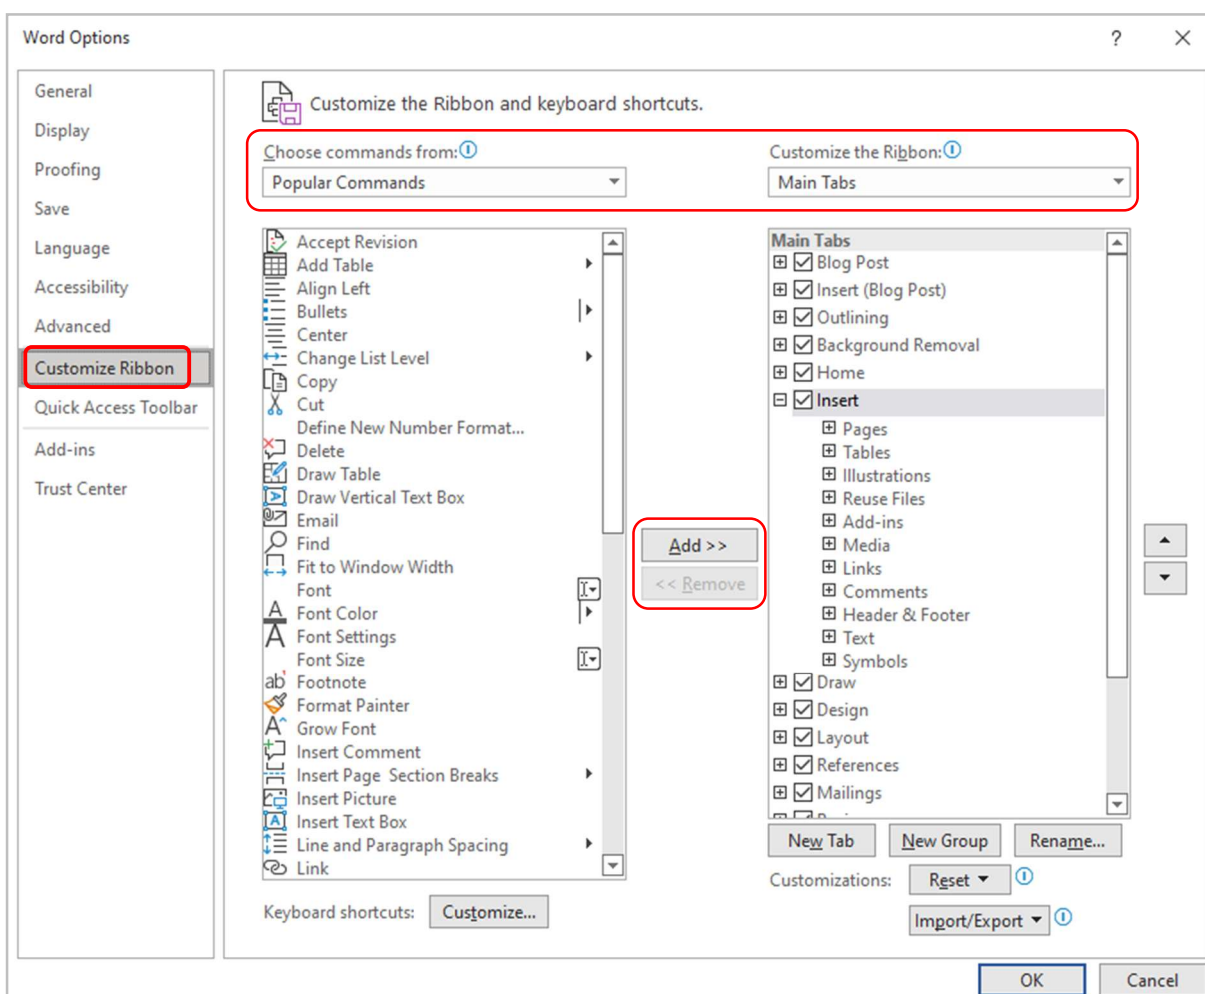 Word Options
?
General
Display
Proofing
Save
Language
Accessibility
Advanced
Customize Ribbon
Quick Access Toolbar
Add-ins
Trust Center
Customize the Ribbon and keyboard shortcuts.
Choose commands from:
Popular Commands
Accept Revision
Add Table
Align Left
Bullets
Center
Change List Level
Copy
Cut
Define New Number Format...
Delete
Draw Table
Draw Vertical Text Box
Email
Find
Fit to Window Width
Font
Font Color
Font Settings
Font Size
Footnote
Format Painter
Grow Font
Insert Comment
Insert Page  Section Breaks
Insert Picture
Insert Text Box
Line and Paragraph Spacing
Link
Keyboard shortcuts: Customize...
Add >>
<< Remove
Customize the Ribbon:
Main Tabs
Main Tabs
Blog Post
Insert (Blog Post)
Outlining
Background Removal
Home
Insert
Pages
Tables
Illustrations
Reuse Files
Add-ins
Media
Links
Comments
Header & Footer
Text
Symbols
Draw
Design
Layout
References
Mailings
New Tab New Group Rename...
Customizations: Reset
Import/Export
OK Cancel